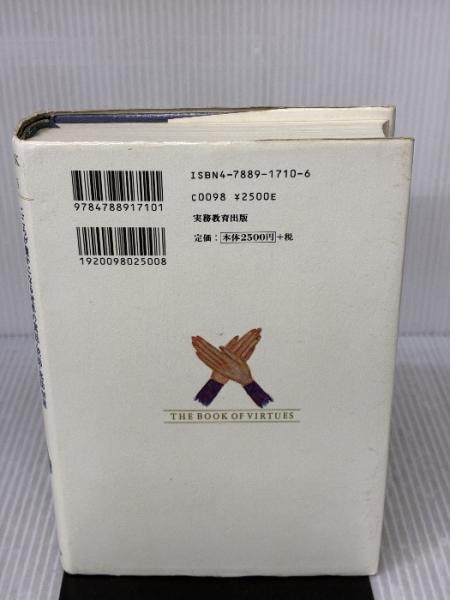 ISBN4-7889-1710-6
C0098 ¥2500E
実務教育出版
定価：本体2500円+税
9784788917101
1920098025008
THE BOOK OF VIRTUES